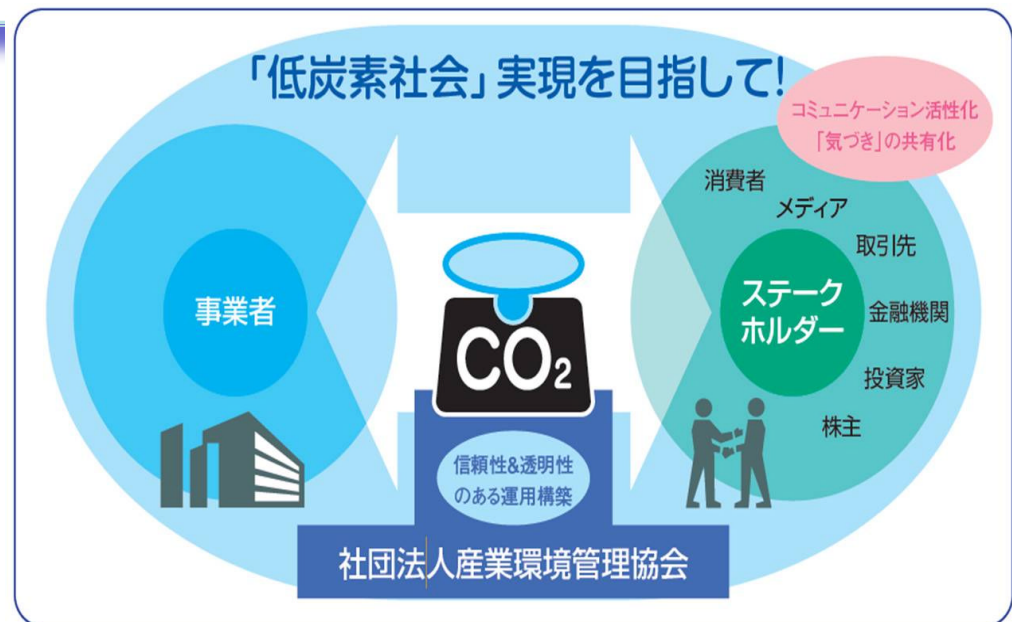 「低炭素社会」実現を目指して!
コミュニケーション活性化
「気づき」の共有化
消費者
メディア
取引先
金融機関
投資家
株主
事業者
ステーク
ホルダー
CO₂
信頼性&透明性
のある運用構築
社団法人産業環境管理協会